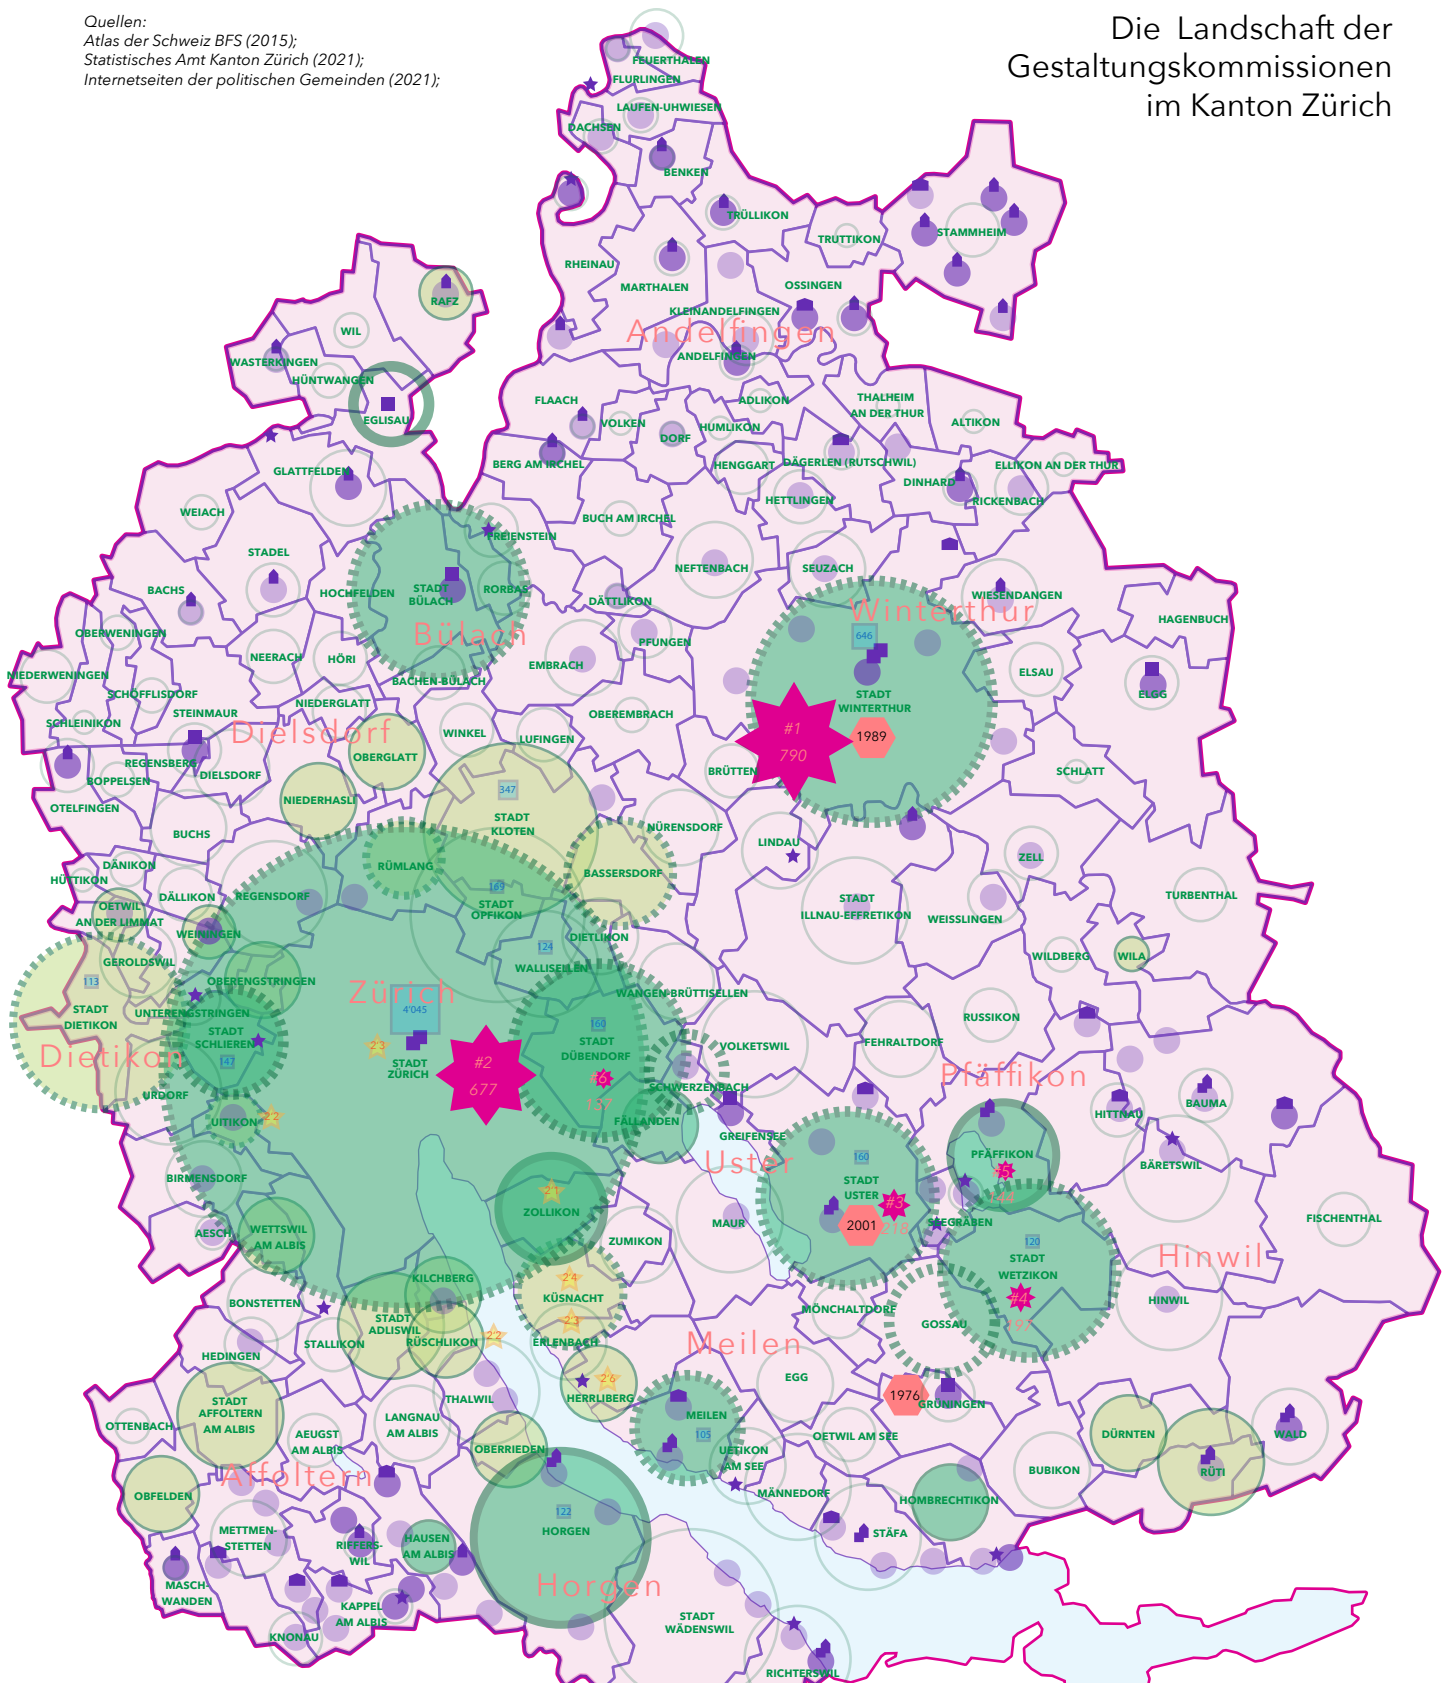 Quellen:
Atlas der Schweiz BFS (2015);
Statistisches Amt Kanton Zürich (2021);
Internetseiten der politischen Gemeinden (2021);
Die Landschaft der
Gestaltungskommissionen
im Kanton Zürich
FEUERTHALEN
FLURLINGEN
LAUFEN-UHWIESEN
DACHSEN
BENKEN
TRÜLLIKON
TRUTTIKON
STAMMHEIM
RHEINAU
MARTHALEN
OSSINGEN
RAFZ
KLEINANDELFINGEN
Andelfingen
WIL
ANDELFINGEN
WASTERKINGEN
HÜNTWANGEN
EGLISAU
FLAACH
ADLIKON
THALHEIM
AN DER THUR
VOLKEN
DORF
HUMLIKON
ALTIKON
BERG AM IRCHEL
HENGGART
DÄGERLEN (RUTSCHWIL)
ELLIKON AN DER THUR
GLATTFELDEN
DINHARD
RICKENBACH
HETTLINGEN
WEIACH
BUCH AM IRCHEL
FREIENSTEIN
STADEL
NEFTENBACH
SEUZACH
BACHS
HOCHFELDEN
STADT
BÜLACH
RORBAS
DÄTTLIKON
WIESENDANGEN
Winterthur
HAGENBUCH
OBERWENINGEN
Bülach
646
PFUNGEN
NEERACH
HÖRI
EMBRACH
ELSAU
NIEDERWENINGEN
BACHEN-BÜLACH
SCHÖFFLISDORF
STADT
WINTERTHUR
ELGG
NIEDERGLATT
STEINMAUR
SCHLEINIKON
OBEREMBRACH
Dielsdorf
WINKEL
LUFINGEN
#1
790
1989
OBERGLATT
REGENSBERG
DIELSDORF
BOPPELSEN
BRÜTTEN
SCHLATT
OTELFINGEN
NIEDERHASLI
347
STADT
KLOTEN
BUCHS
NÜRENSDORF
LINDAU
ZELL
DÄNIKON
HÜTTIKON
RÜMLANG
BASSERSDORF
DÄLLIKON
REGENSDORF
169
STADT
OPFIKON
OETWIL
AN DER LIMMAT
STADT
ILLNAU-EFFRETIKON
WEISSLINGEN
TURBENTHAL
WEININGEN
DIETLIKON
124
WALLISELLEN
WILDBERG
WILA
GEROLDSWIL
OBERENGSTRINGEN
113
Zürich
WANGEN-BRÜTTISELLEN
4'045
STADT
DIETIKON
UNTERENGSTRINGEN
160
RUSSIKON
STADT
SCHLIEREN
STADT
DÜBENDORF
Dietikon
VOLKETSWIL
FEHRALTORF
STADT
ZÜRICH
#2
677
147
#6
137
Pfäffikon
SCHWERZENBACH
URDORF
BAUMA
HITTNAU
UITIKON
FÄLLANDEN
GREIFENSEE
PFÄFFIKON
160
Uster
BÄRETSWIL
BIRMENSDORF
STADT
USTER
#5
143
#3
218
2001
ZOLLIKON
MAUR
SEEGRÄBEN
FISCHENTHAL
AESCH
WETTSWIL
AM ALBIS
ZUMIKON
120
STADT
WETZIKON
Hinwil
KILCHBERG
BONSTETTEN
KÜSNACHT
#4
197
HINWIL
MÖNCHALTDORF
GOSSAU
STADT
ADLISWIL
RÜSCHLIKON
STALLIKON
ERLENBACH
Meilen
HEDINGEN
EGG
1976
GRÜNINGEN
THALWIL
HERRLIBERG
STADT
AFFOLTERN
AM ALBIS
OTTENBACH
LANGNAU
AM ALBIS
MEILEN
AEUGST
AM ALBIS
105
OBERRIEDEN
UETIKON
AM SEE
OETWIL AM SEE
DÜRNTEN
WALD
Affoltern
BUBIKON
RÜTI
OBFELDEN
MÄNNEDORF
HOMBRECHTIKON
122
HORGEN
METTMEN-
STETTEN
RIFFERS-
WIL
HAUSEN
AM ALBIS
STÄFA
MASCH-
WANDEN
Horgen
KAPPEL
AM ALBIS
KNONAU
STADT
WÄDENSWIL
RICHTERSWIL